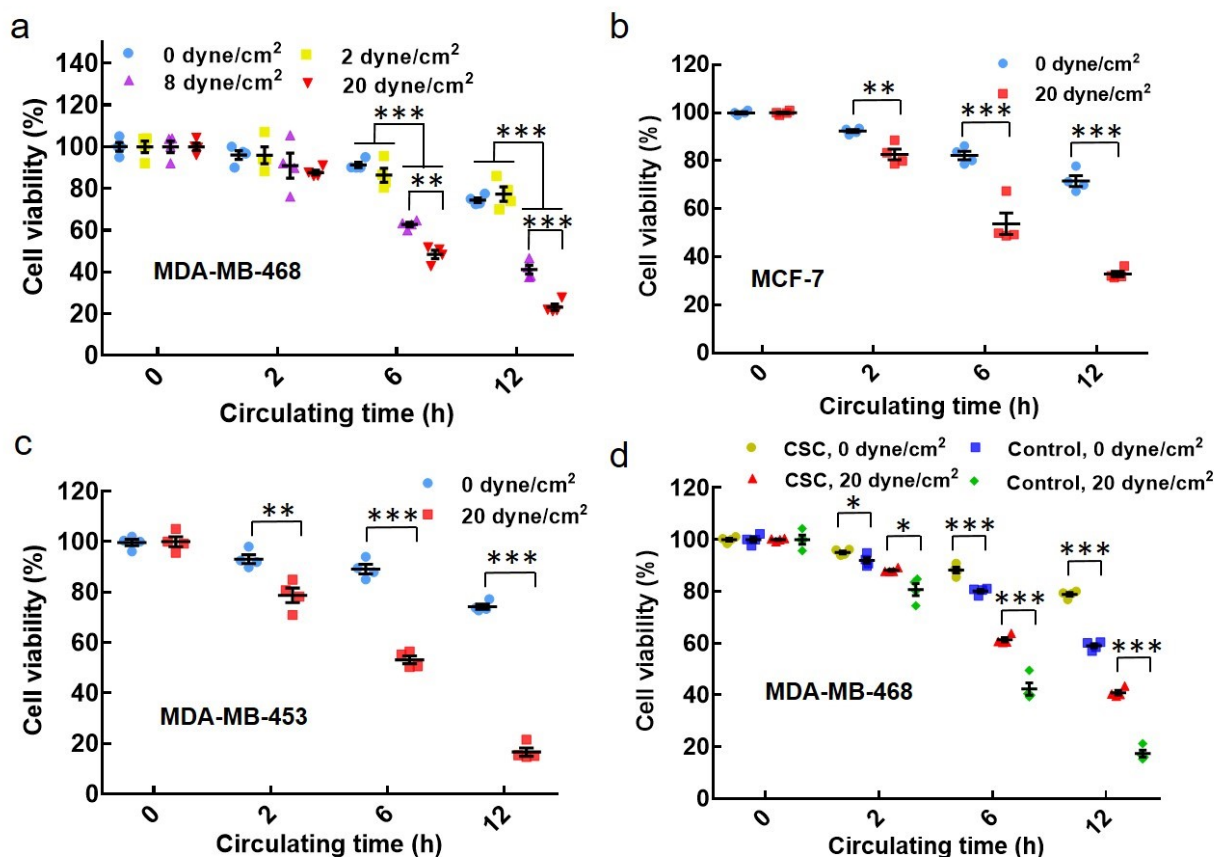 a
0 dyne/cm²
2 dyne/cm²
8 dyne/cm²
20 dyne/cm²
140
120
100
80
60
40
20
0
Cell viability (%)
***
**
***
***
MDA-MB-468
0
2
6
12
Circulating time (h)
b
0 dyne/cm²
20 dyne/cm²
120
100
80
60
40
20
0
Cell viability (%)
**
***
***
MCF-7
0
2
6
12
Circulating time (h)
c
0 dyne/cm²
20 dyne/cm²
120
100
80
60
40
20
0
Cell viability (%)
**
***
***
MDA-MB-453
0
2
6
12
Circulating time (h)
d
CSC, 0 dyne/cm²
Control, 0 dyne/cm²
CSC, 20 dyne/cm²
Control, 20 dyne/cm²
120
100
80
60
40
20
0
Cell viability (%)
*
*
***
***
***
***
MDA-MB-468
0
2
6
12
Circulating time (h)